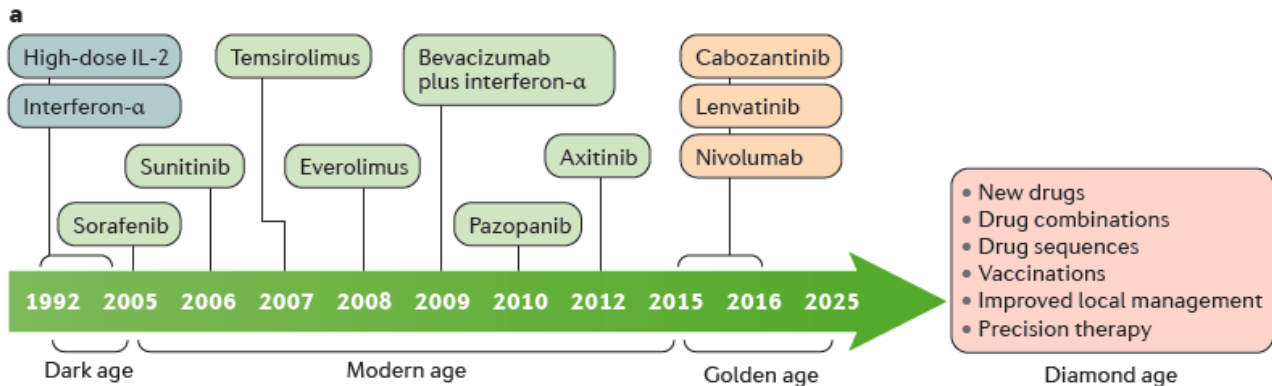 a
High-dose IL-2
Interferon-α
Temsirolimus
Bevacizumab
plus interferon-α
Cabozantinib
Lenvatinib
Nivolumab
Sunitinib
Everolimus
Axitinib
Sorafenib
Pazopanib
1992 2005 2006 2007 2008 2009 2010 2012 2015 2016 2025
Dark age
Modern age
Golden age
• New drugs
• Drug combinations
• Drug sequences
• Vaccinations
• Improved local management
• Precision therapy
Diamond age